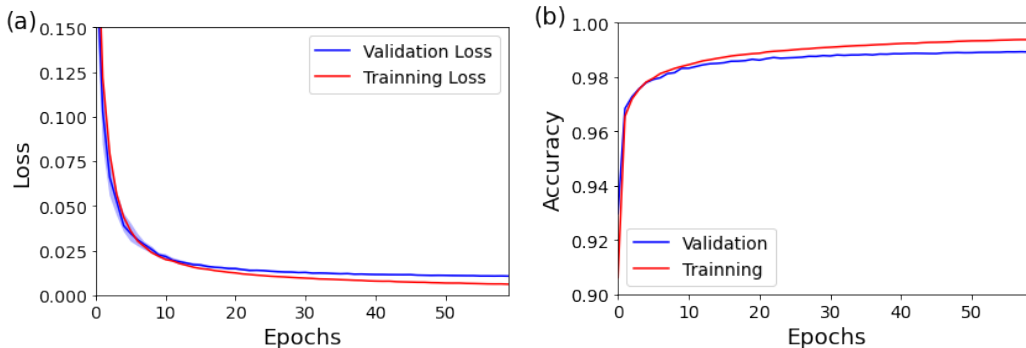 (a)
0.150
0.125
0.100
0.075
0.050
0.025
0.000
Loss
Validation Loss
Trainning Loss
0 10 20 30 40 50
Epochs
(b)
1.00
0.98
0.96
0.94
0.92
0.90
Accuracy
Validation
Trainning
0 10 20 30 40 50
Epochs